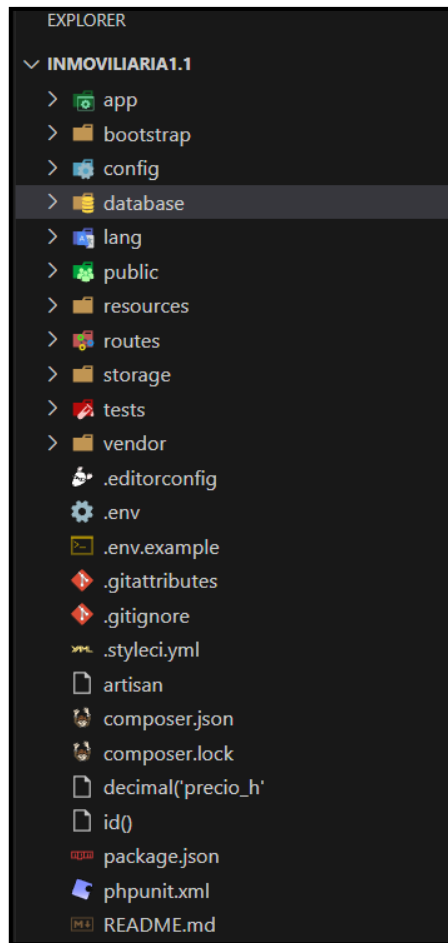 EXPLORER
INMOVILIARIA1.1
app
bootstrap
config
database
lang
public
resources
routes
storage
tests
vendor
.editorconfig
.env
.env.example
.gitattributes
.gitignore
.styleci.yml
artisan
composer.json
composer.lock
decimal('precio_h'
id()
package.json
phpunit.xml
README.md